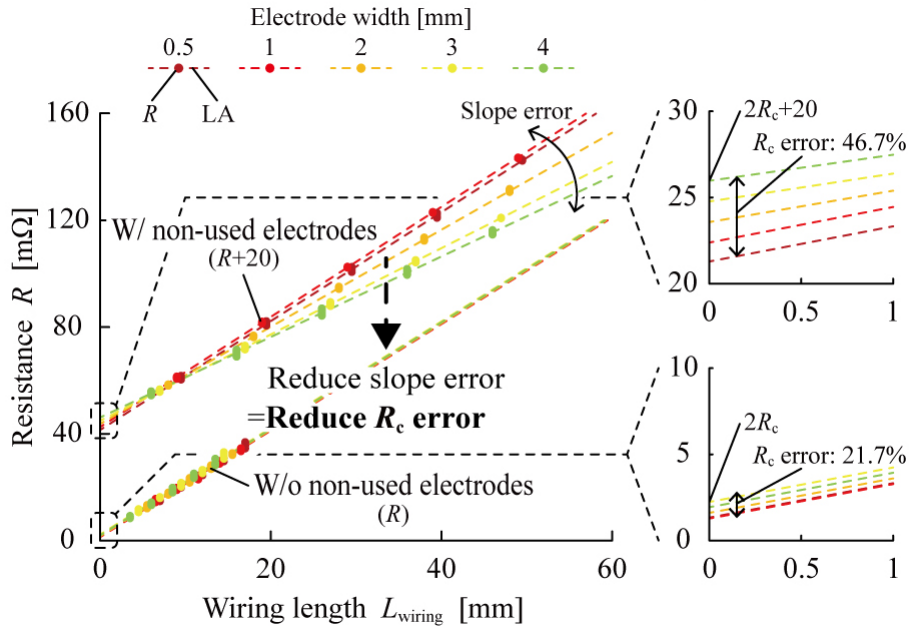 Electrode width [mm]
0.5 1 2 3 4
R LA
Resistance R [mΩ]
160
120
80
40
0
0 20 40 60
Wiring length Lwiring [mm]
Slope error
W/ non-used electrodes
(R+20)
Reduce slope error
=Reduce Rc error
W/o non-used electrodes
(R)
30
25
20
0 0.5 1
2Rc+20
Rc error: 46.7%
10
5
0
0 0.5 1
2Rc
Rc error: 21.7%